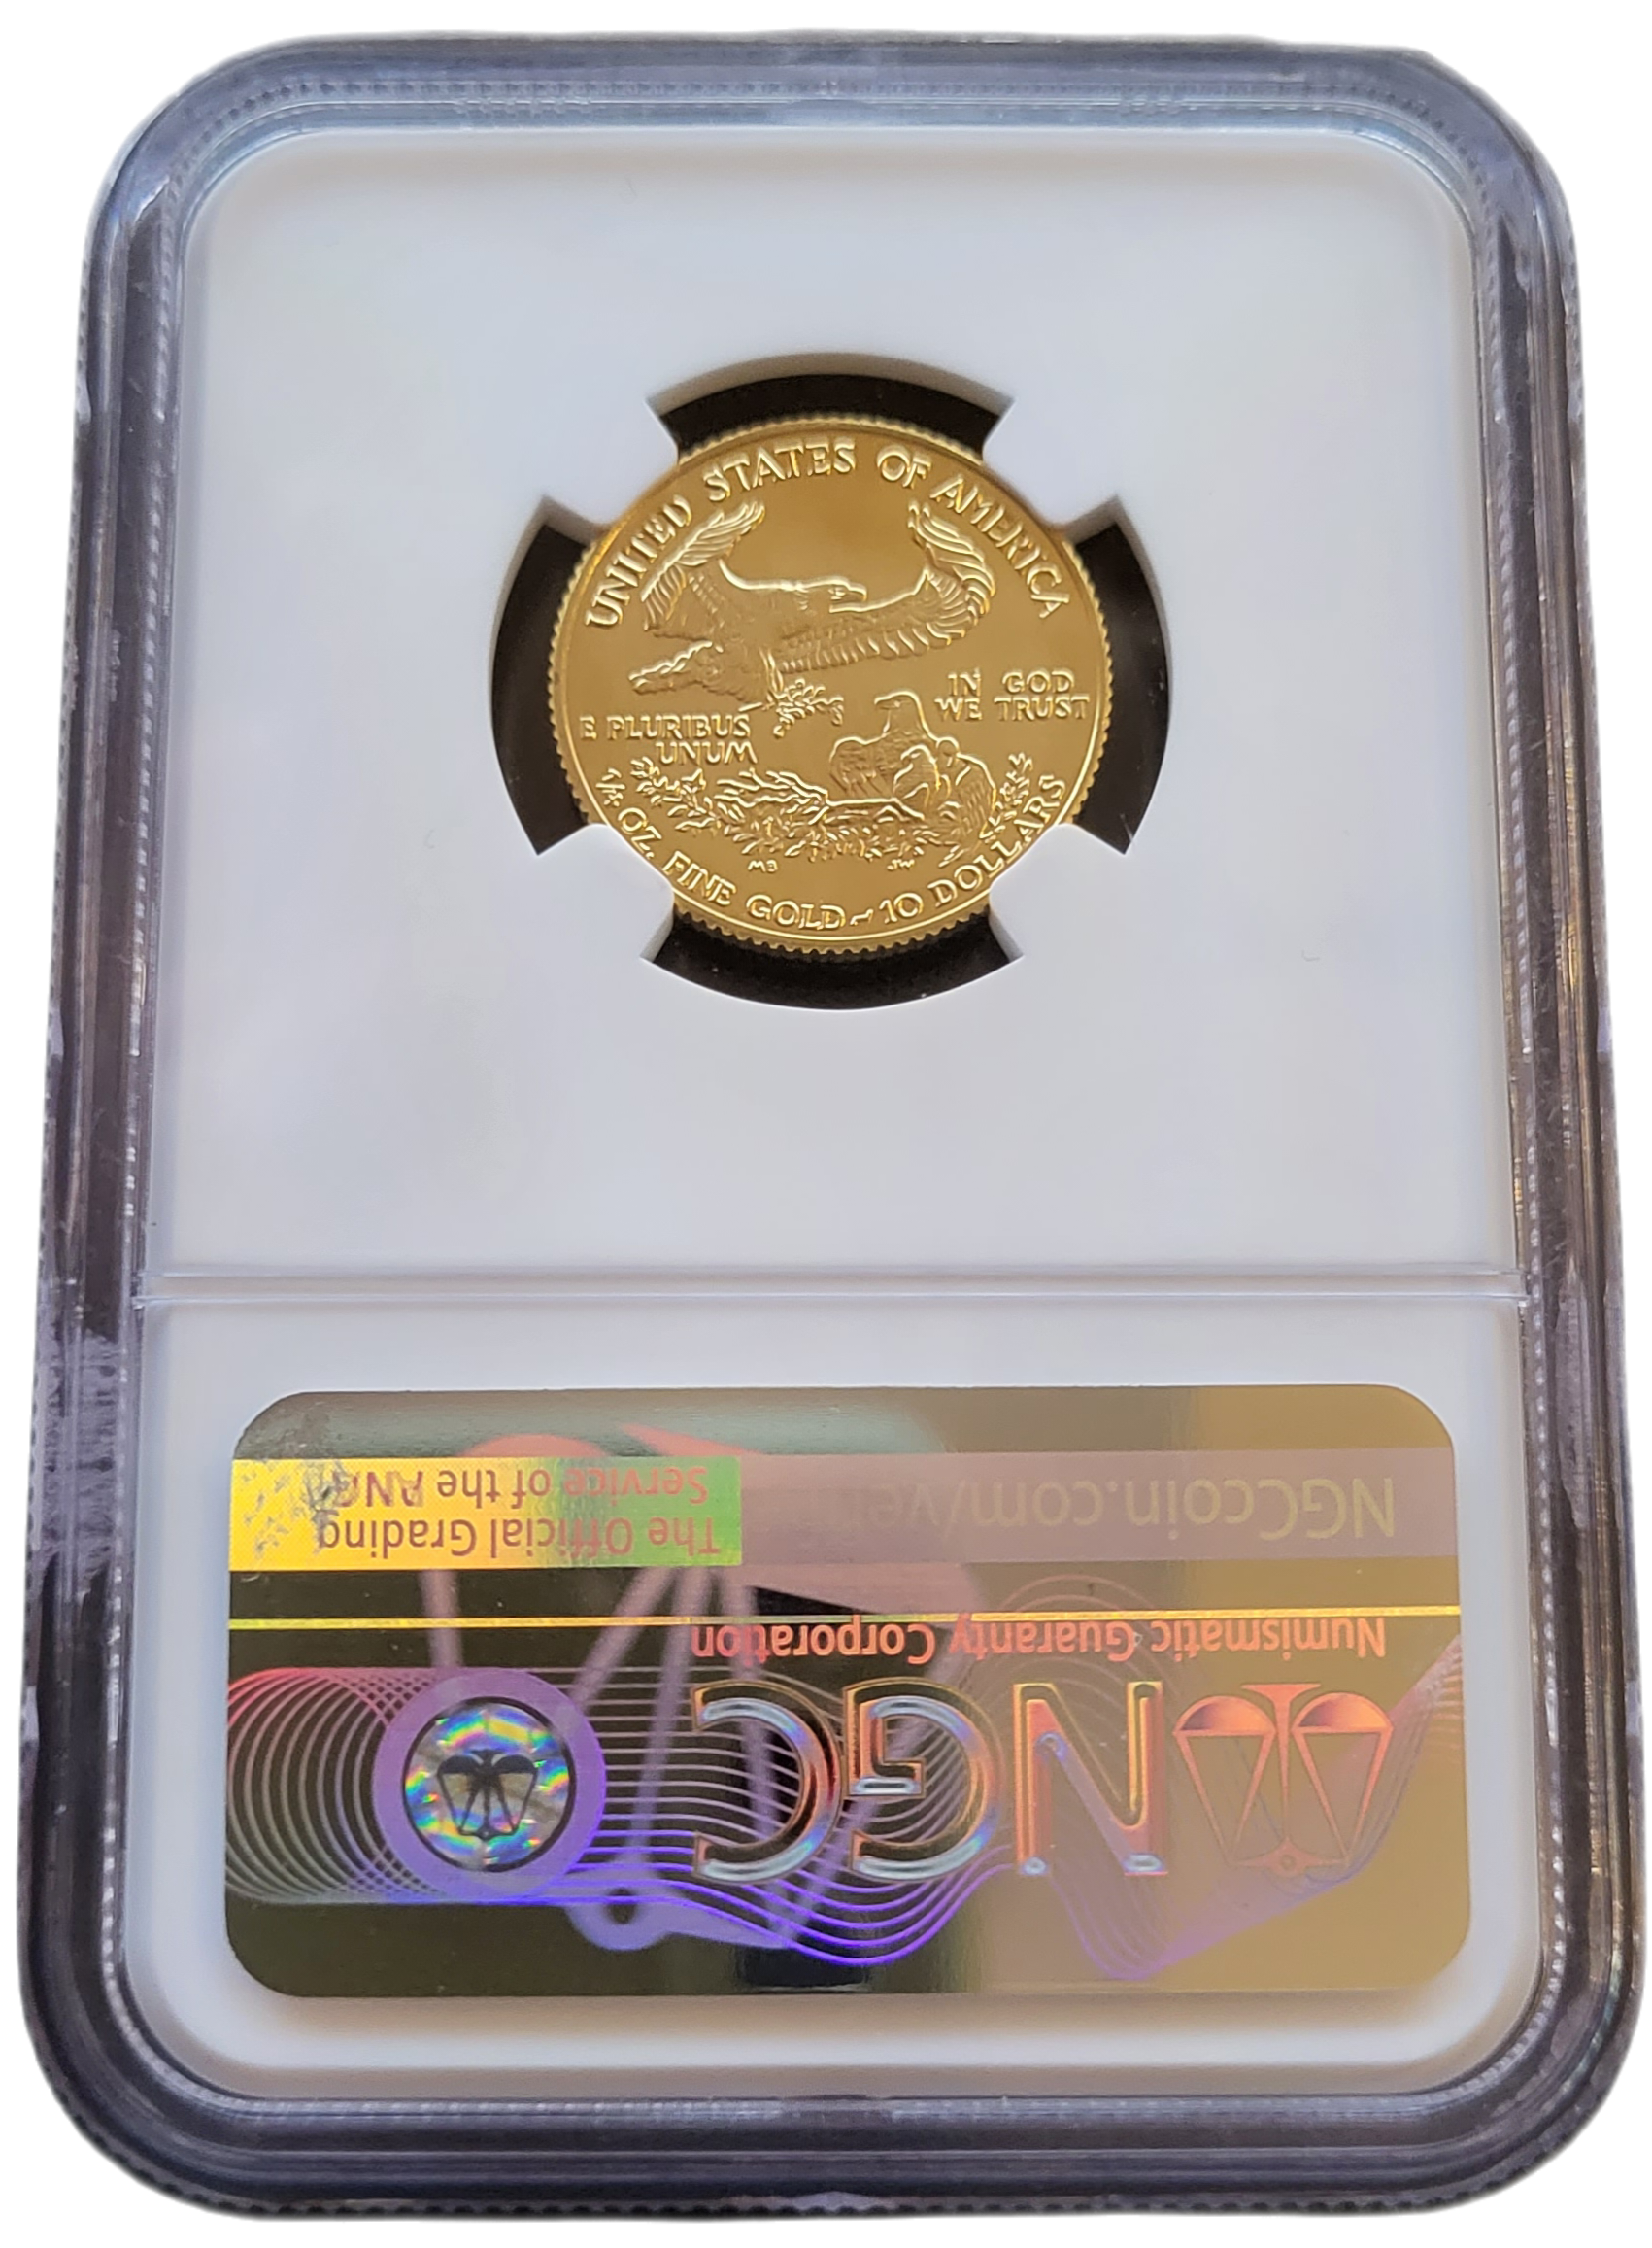 UNITED STATES OF AMERICA
IN GOD
WE TRUST
E PLURIBUS
UNUM
MB
JW
1/4 OZ. FINE GOLD~10 DOLLARS
NGC
Numismatic Guaranty Corporation
The Official Grading
Service of the
NGCcoin.com/